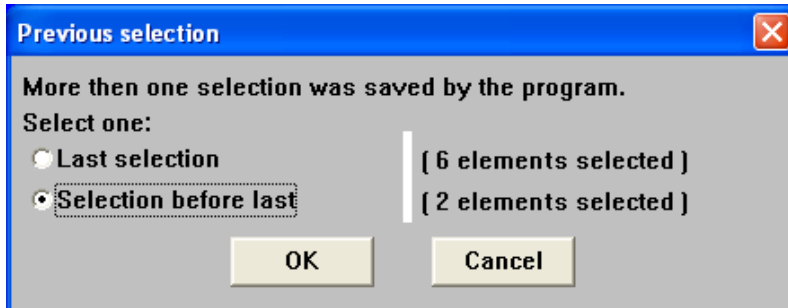 Previous selection
More then one selection was saved by the program.
Select one:
Last selection [ 6 elements selected ]
Selection before last [ 2 elements selected ]
OK Cancel